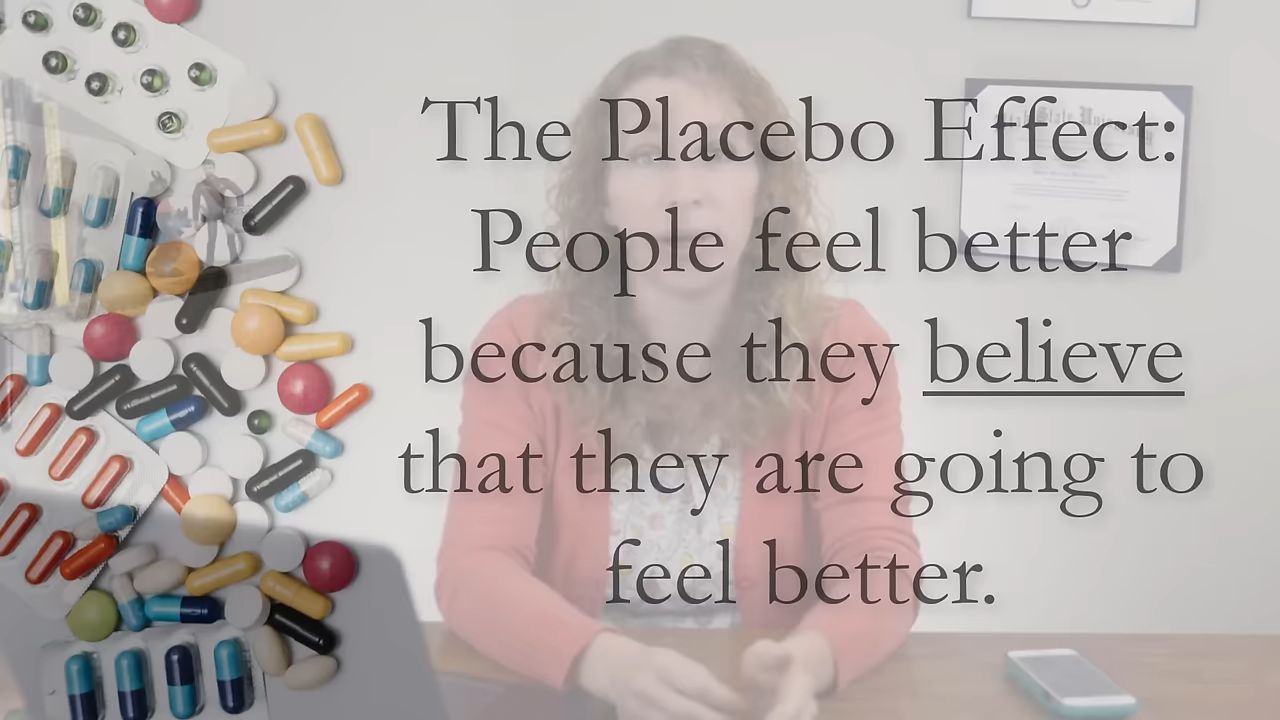 The Placebo Effect:
People feel better
because they believe
that they are going to
feel better.